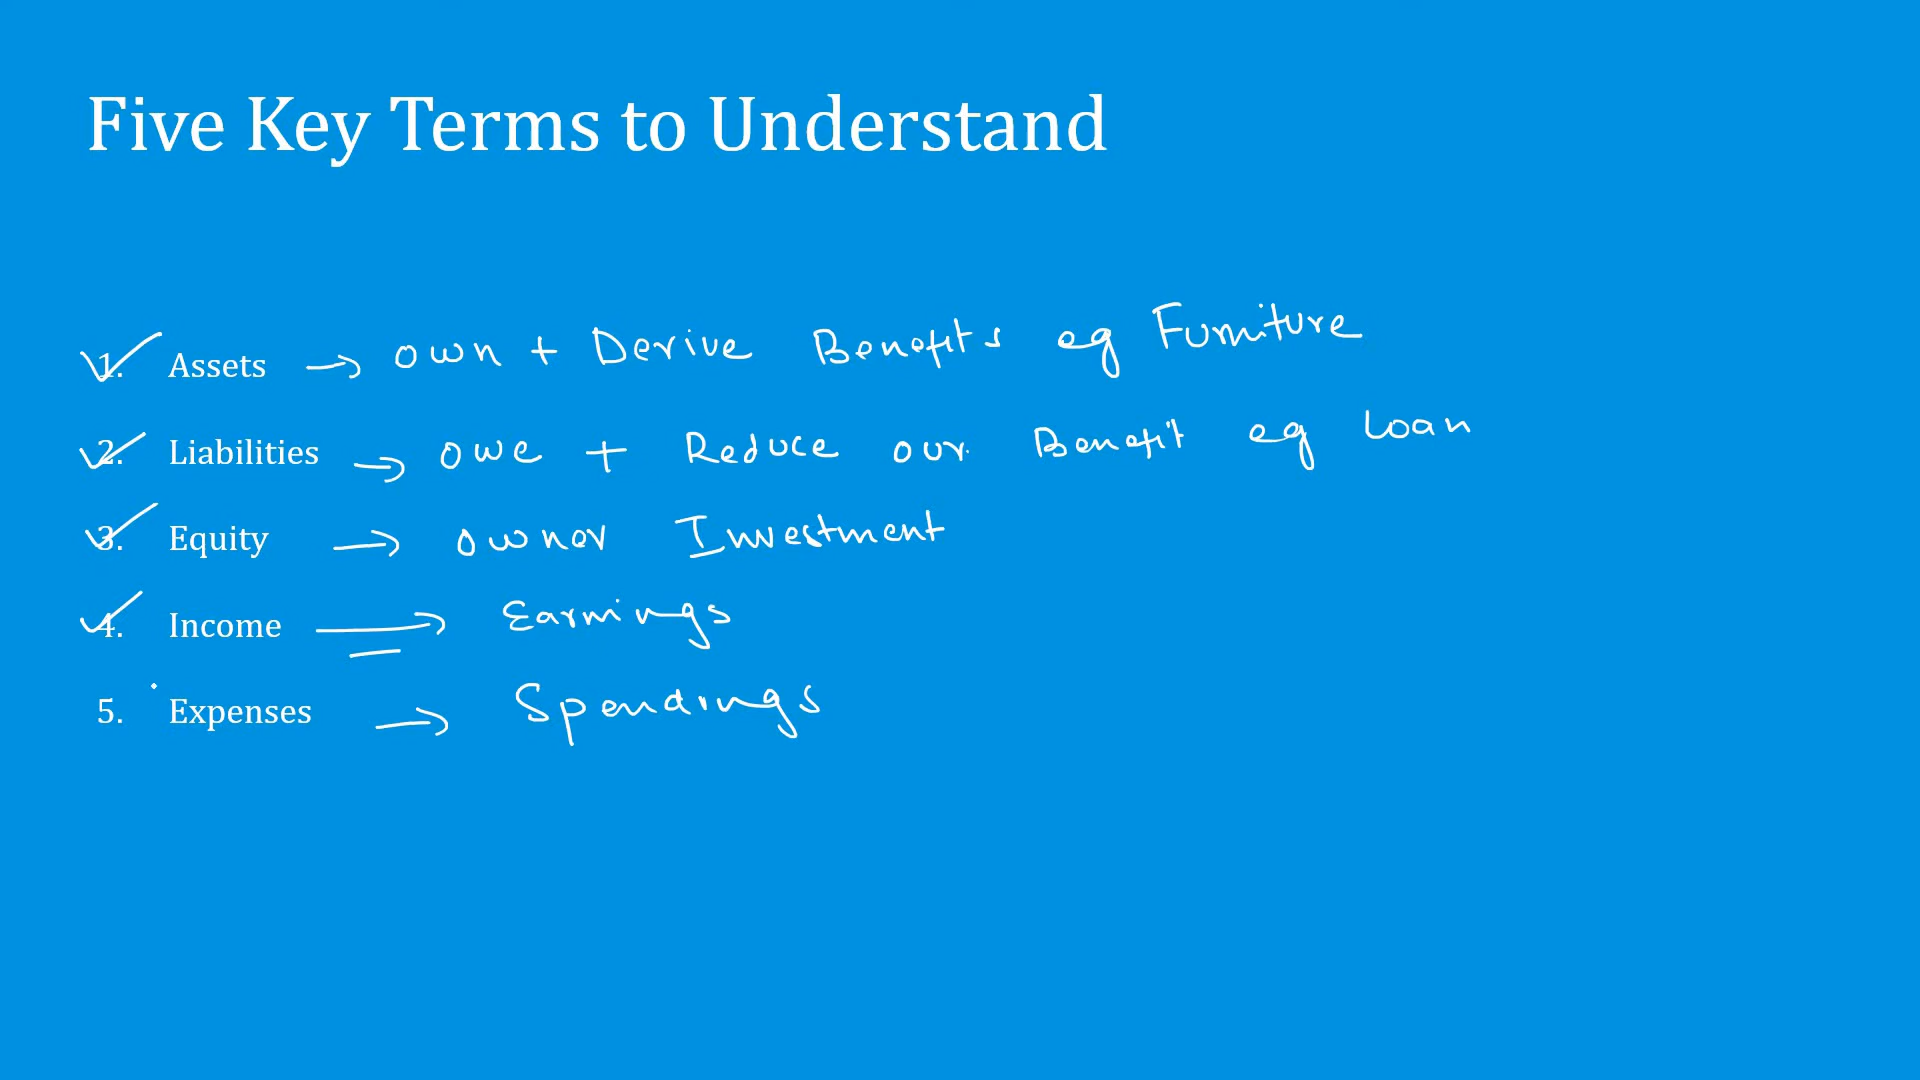 Five Key Terms to Understand
1. Assets → own + Derive Benefits eg Furniture
2. Liabilities → owe + Reduce our Benefit eg Loan
3. Equity → owner Investment
4. Income → Earnings
5. Expenses → Spendings